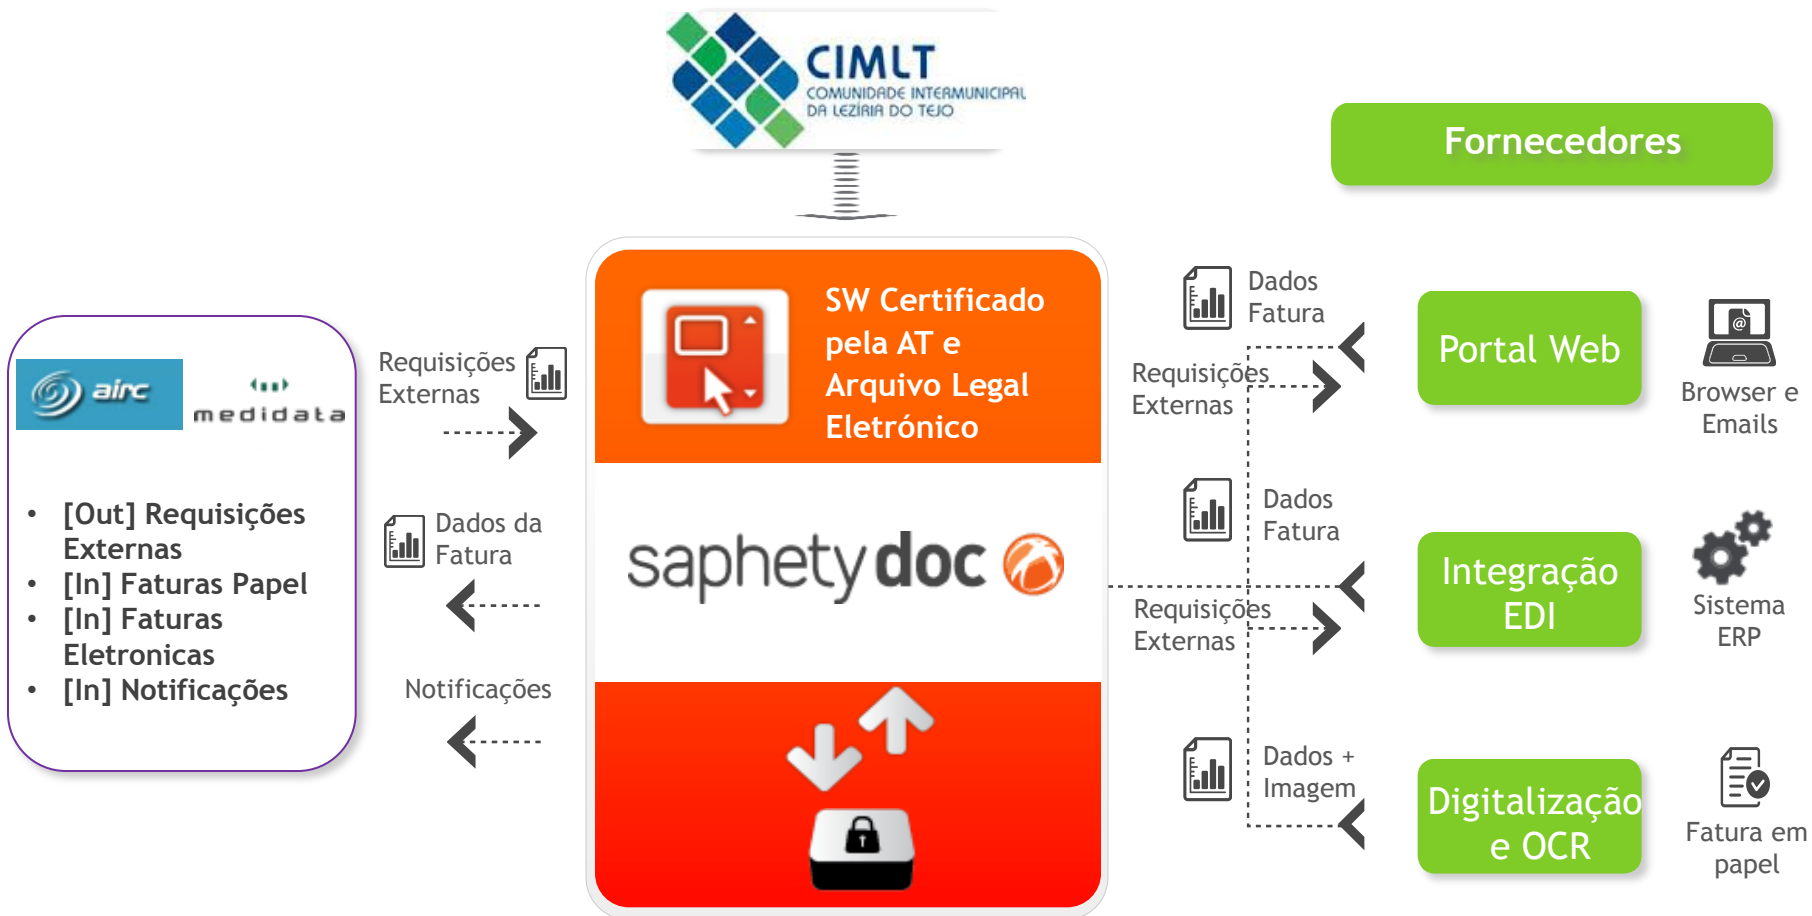 CIMLT
COMUNIDADE INTERMUNICIPAL
DA LEZÍRIA DO TEJO
Fornecedores
airc
medidata
• [Out] Requisições
Externas
• [In] Faturas Papel
• [In] Faturas
Eletronicas
• [In] Notificações
Requisições
Externas
Dados da
Fatura
Notificações
SW Certificado
pela AT e
Arquivo Legal
Eletrónico
saphety doc
Dados
Fatura
Requisições
Externas
Portal Web
Browser e
Emails
Dados
Fatura
Requisições
Externas
Integração
EDI
Sistema
ERP
Dados +
Imagem
Digitalização
e OCR
Fatura em
papel